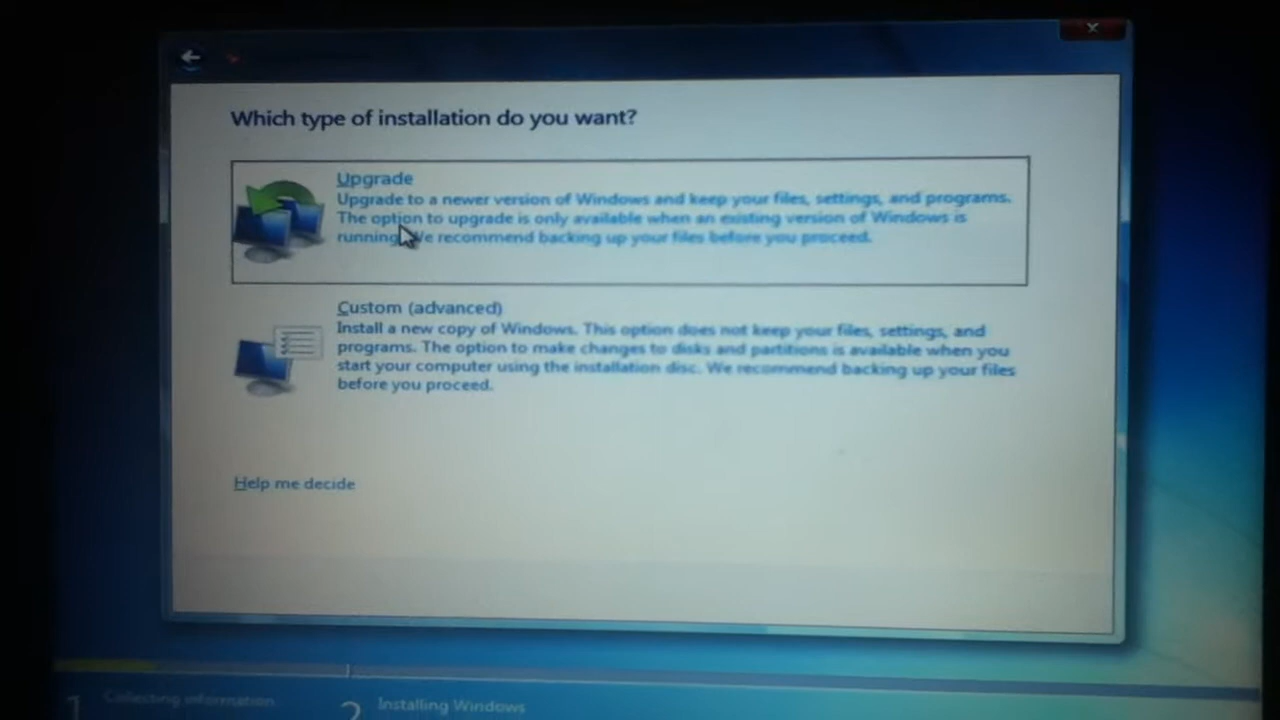 Which type of installation do you want?
Upgrade
Upgrade to a newer version of Windows and keep your files, settings, and programs.
The option to upgrade is only available when an existing version of Windows is
running. We recommend backing up your files before you proceed.
Custom (advanced)
Install a new copy of Windows. This option does not keep your files, settings, and
programs. The option to make changes to disks and partitions is available when you
start your computer using the installation disc. We recommend backing up your files
before you proceed.
Help me decide
1 Collecting information
2 Installing Windows